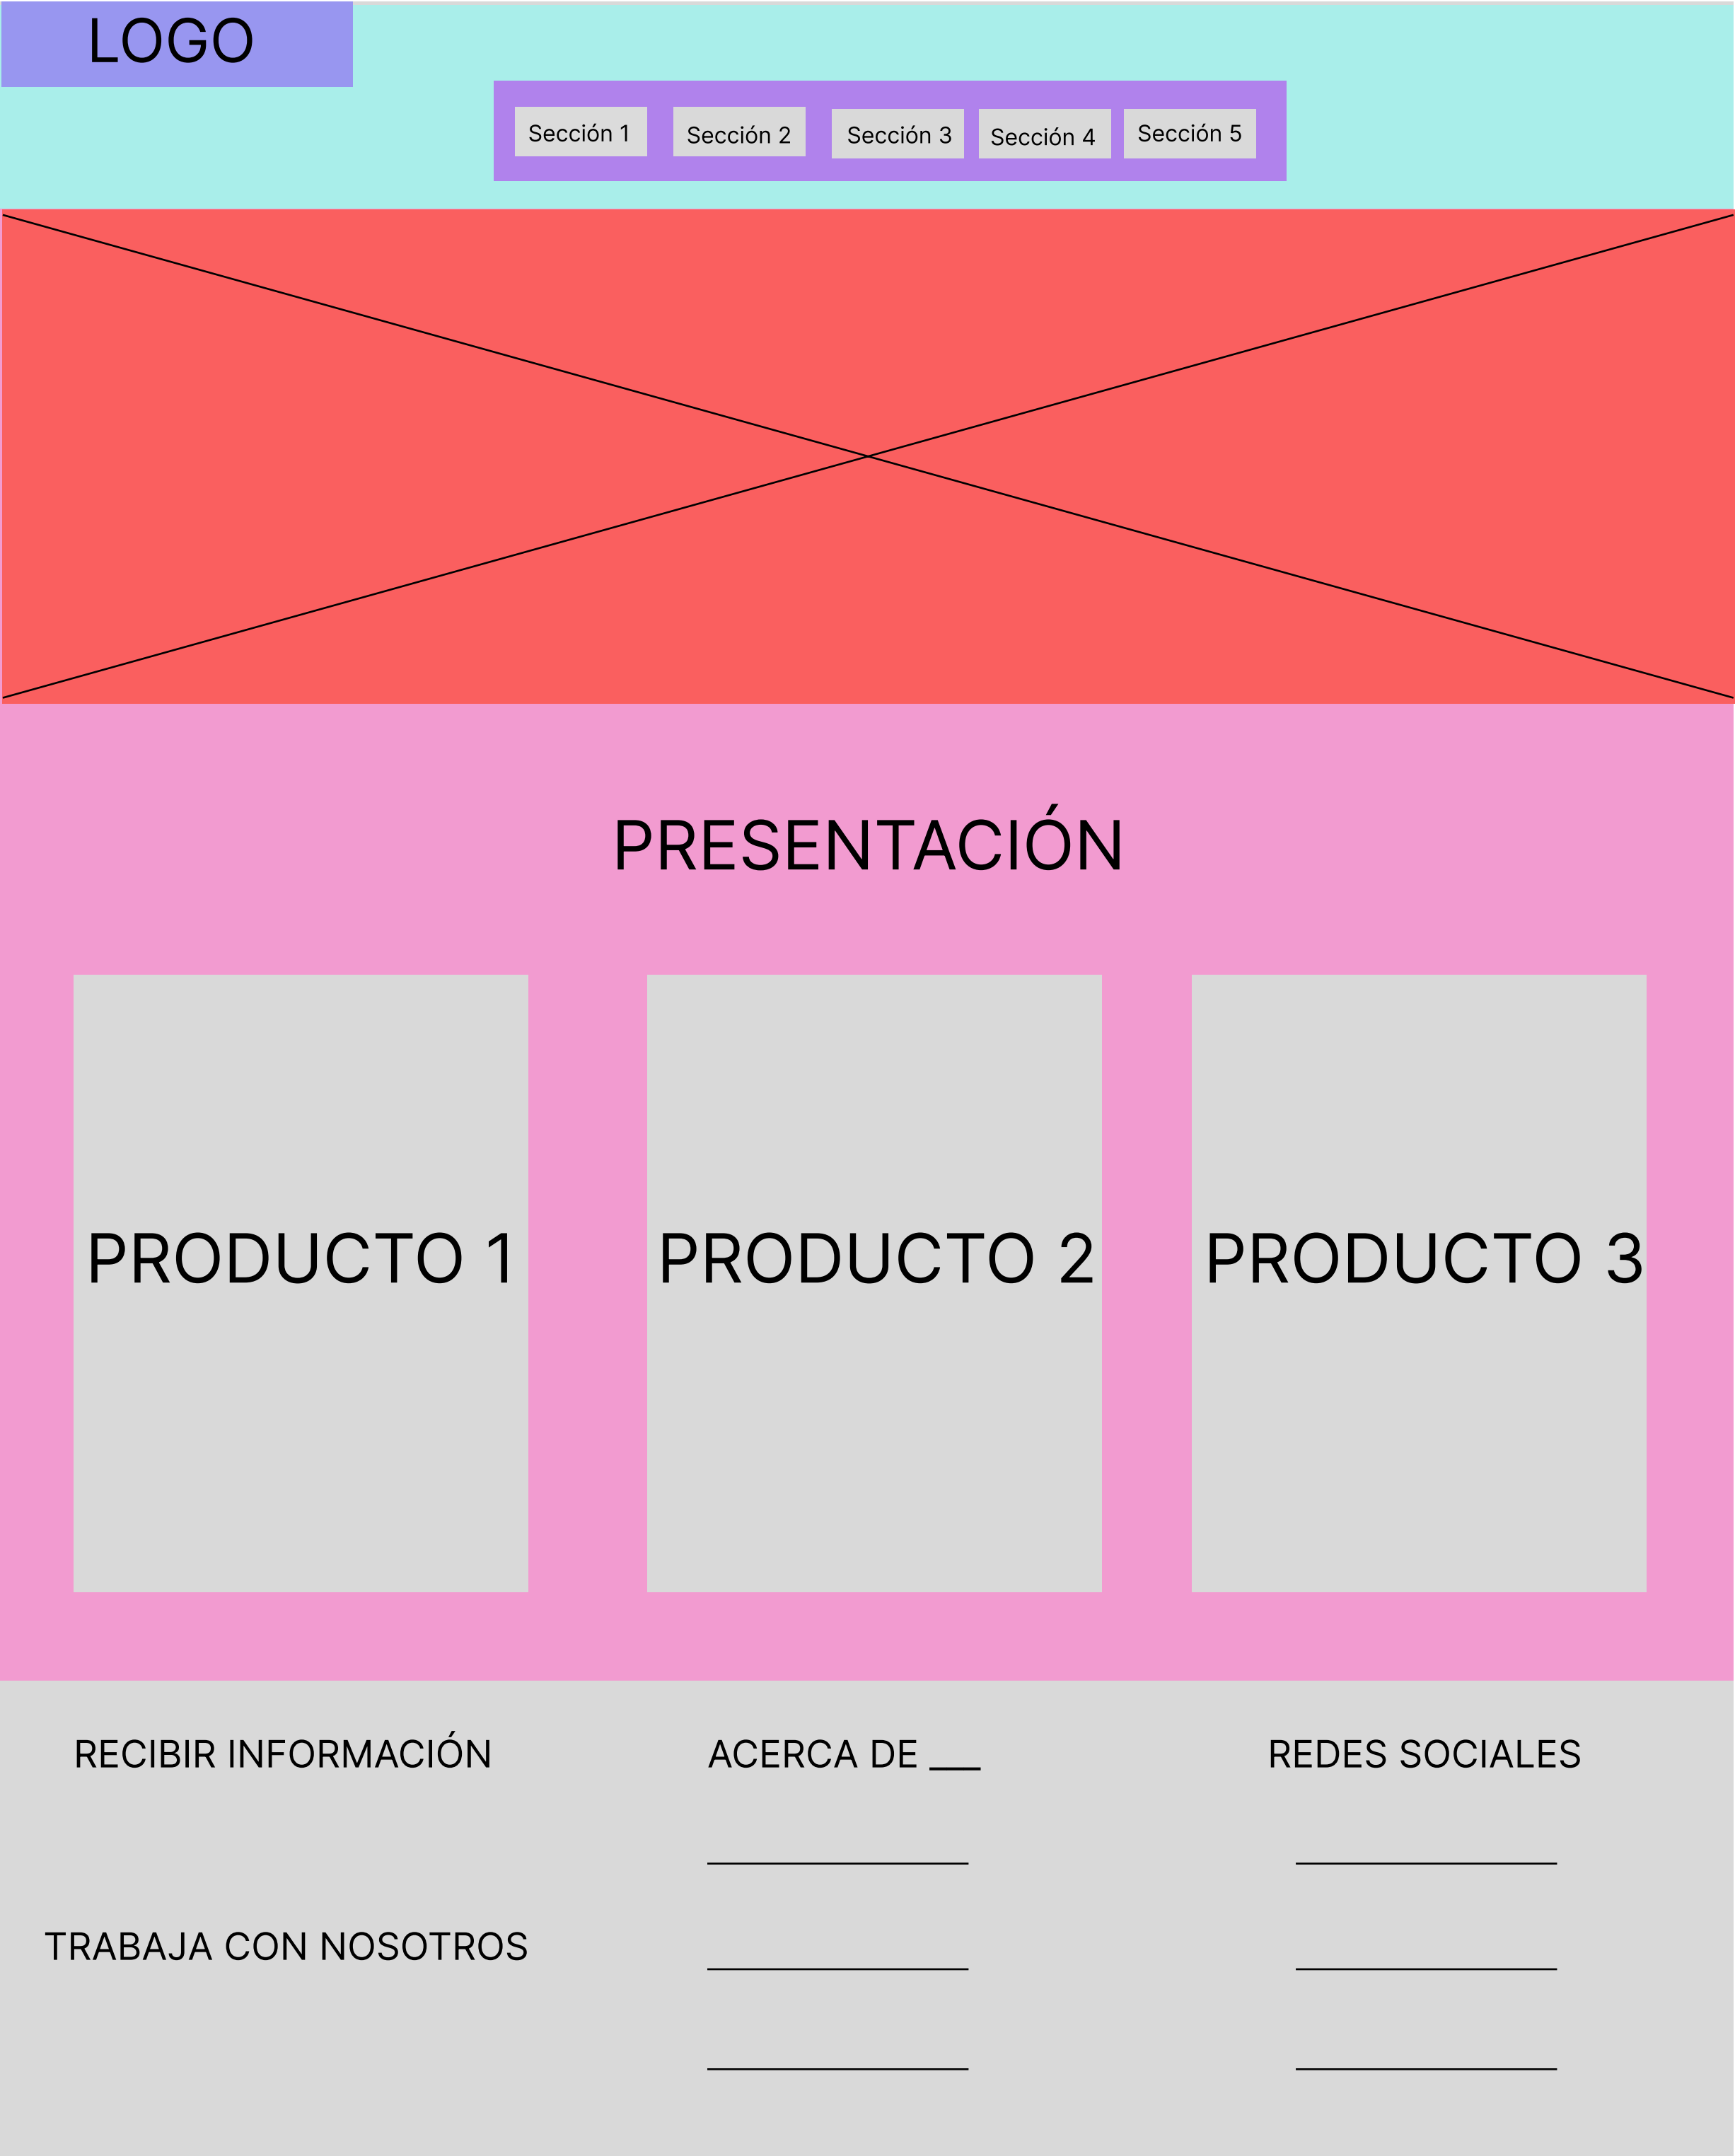 LOGO
Sección 1
Sección 2
Sección 3
Sección 4
Sección 5
PRESENTACIÓN
PRODUCTO 1
PRODUCTO 2
PRODUCTO 3
RECIBIR INFORMACIÓN
TRABAJA CON NOSOTROS
ACERCA DE ___
REDES SOCIALES